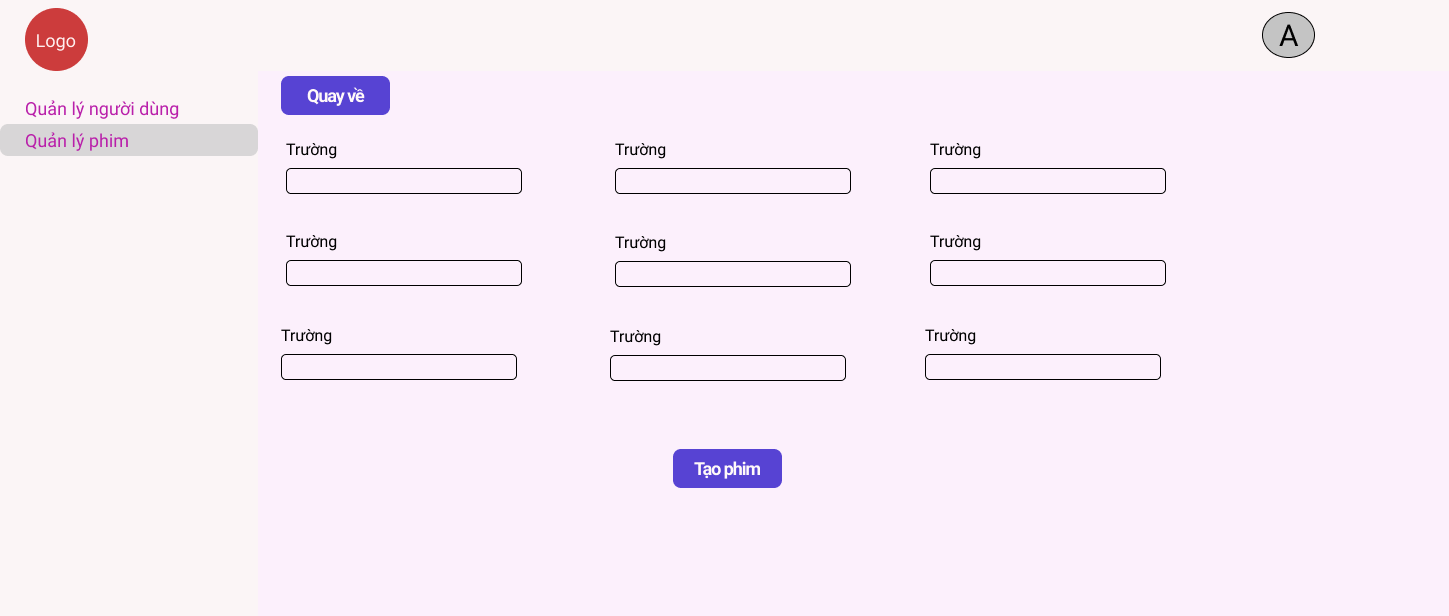 Logo
A
Quản lý người dùng
Quản lý phim
Quay về
Trường
Trường
Trường
Trường
Trường
Trường
Trường
Trường
Trường
Tạo phim